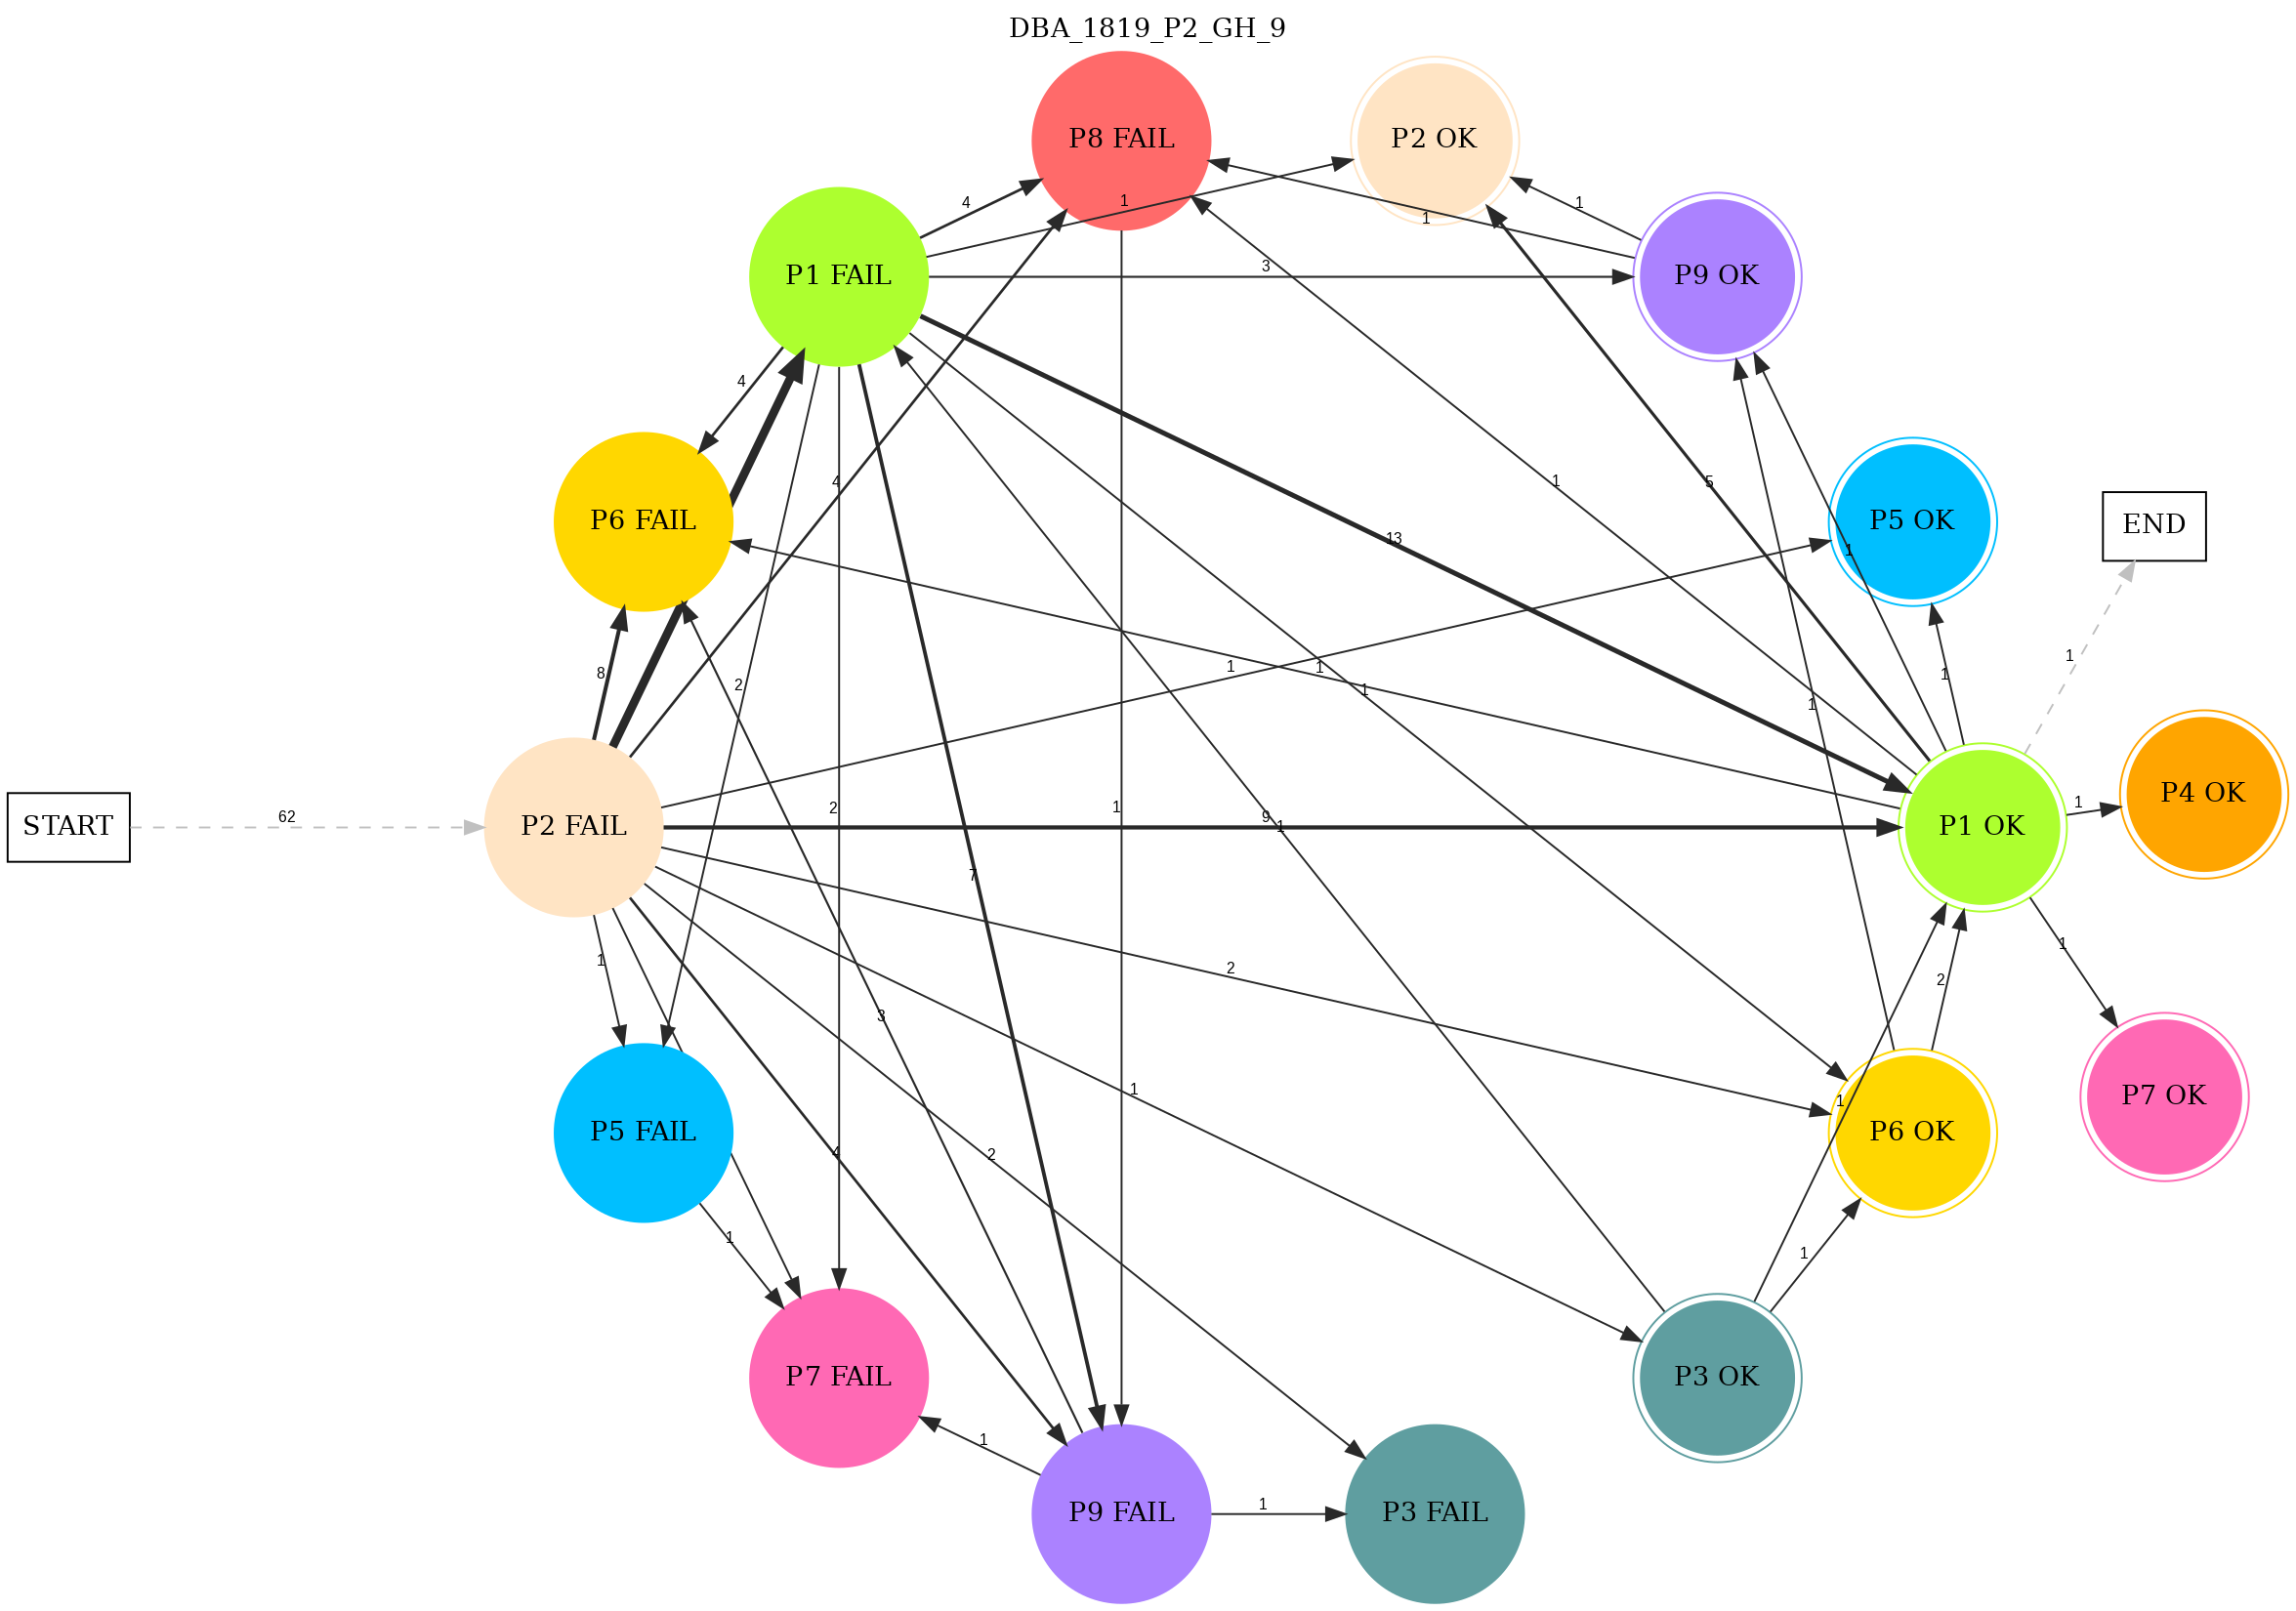 DBA_1819_P2_GH_9
P8 FAIL
P2 OK
4
1
1
1
P1 FAIL
3
P9 OK
4
4
1
5
P6 FAIL
P5 OK
END
13
1
8
2
1
1
1
1
1
1
P4 OK
START
62
P2 FAIL
2
1
9
1
P1 OK
1
7
1
1
2
2
3
P5 FAIL
4
2
1
1
P6 OK
P7 OK
1
1
P7 FAIL
P3 OK
1
P9 FAIL
1
P3 FAIL